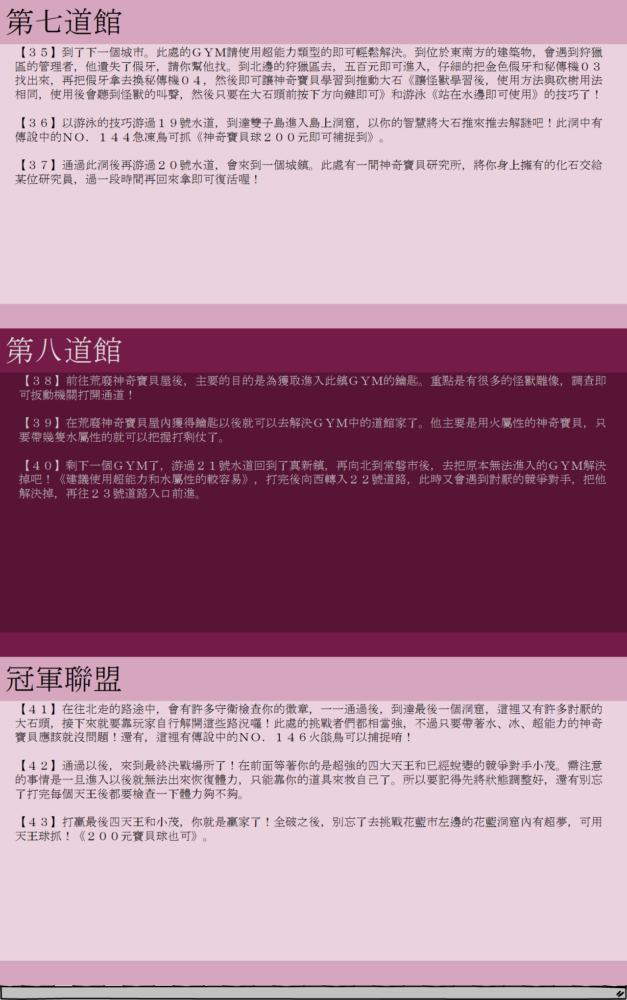 第七道館
【３５】到了下一個城市。此處的ＧＹＭ請使用超能力類型的即可輕鬆解決。到位於東南方的建築物，會遇到狩獵
區的管理者，他遺失了假牙，請你幫他找。到北邊的狩獵區去，五百元即可進入，仔細的把金色假牙和秘傳機０３
找出來，再把假牙拿去換秘傳機０４，然後即可讓神奇寶貝學習到推動大石《讓怪獸學習後，使用方法與砍樹用法
相同，使用後會聽到怪獸的叫聲，然後只要在大石頭前按下方向鍵即可》和游泳《站在水邊即可使用》的技巧了！
【３６】以游泳的技巧游過１９號水道，到達雙子島進入島上洞窟，以你的智慧將大石推來推去解謎吧！此洞中有
傳說中的ＮＯ．１４４急凍鳥可抓《神奇寶貝球２００元即可補捉到》。
【３７】通過此洞後再游過２０號水道，會來到一個城鎮。此處有一間神奇寶貝研究所，將你身上擁有的化石交給
某位研究員，過一段時間再回來拿即可復活喔！
第八道館
【３８】前往荒廢神奇寶貝屋後，主要的目的是為獲取進入此鎮ＧＹＭ的鑰匙。重點是有很多的怪獸雕像，調查即
可扳動機關打開通道！
【３９】在荒廢神奇寶貝屋內獲得鑰匙以後就可以去解決ＧＹＭ中的道館家了。他主要是用火屬性的神奇寶貝，只
要帶幾隻水屬性的就可以把握打剩仗了。
【４０】剩下一個ＧＹＭ了，游過２１號水道回到了真新鎮，再向北到常磐市後，去把原本無法進入的ＧＹＭ解決
掉吧！《建議使用超能力和水屬性的較容易》，打完後向西轉入２２號道路，此時又會遇到討厭的競爭對手，把他
解決掉，再往２３號道路入口前進。
冠軍聯盟
【４１】在往北走的路途中，會有許多守衛檢查你的徽章，一一通過後，到達最後一個洞窟，這裡又有許多討厭的
大石頭，接下來就要靠玩家自行解開這些路況囉！此處的挑戰者們都相當強，不過只要帶著水、冰、超能力的神奇
寶貝應該就沒問題！還有，這裡有傳說中的ＮＯ．１４６火燄鳥可以捕捉唷！
【４２】通過以後，來到最終決戰場所了！在前面等著你的是超強的四大天王和已經蛻變的競爭對手小茂。需注意
的事情是一旦進入以後就無法出來恢復體力，只能靠你的道具來救自己了。所以要記得先將狀態調整好，還有別忘
了打完每個天王後都要檢查一下體力夠不夠。
【４３】打贏最後四天王和小茂，你就是贏家了！全破之後，別忘了去挑戰花藍市左邊的花藍洞窟內有超夢，可用
天王球抓！《２００元寶貝球也可》。